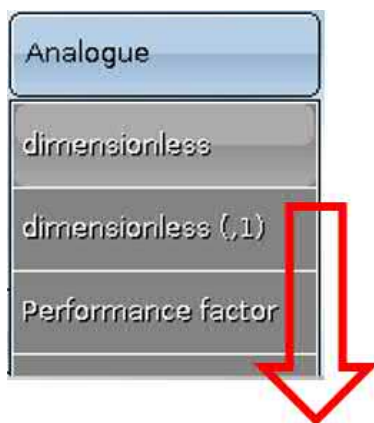 Analogue
dimensionless
dimensionless (,1)
Performance factor